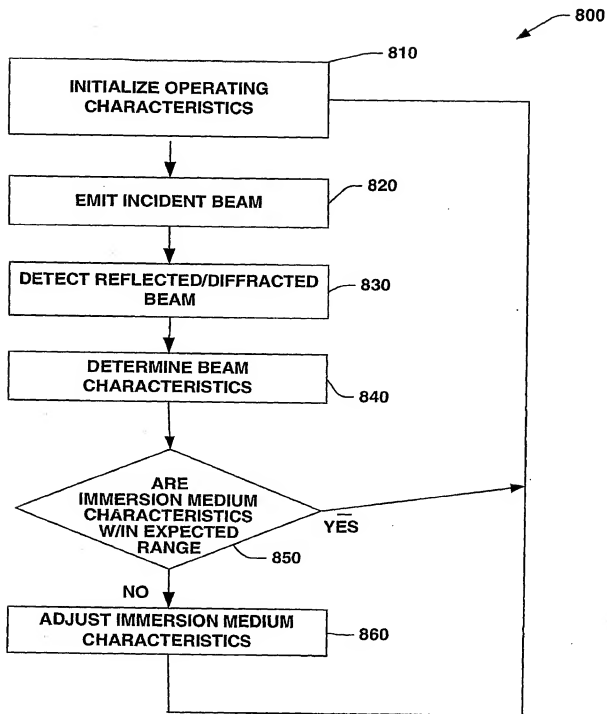 800
810
INITIALIZE OPERATING
CHARACTERISTICS
EMIT INCIDENT BEAM
820
DETECT REFLECTED/DIFFRACTED
BEAM
830
DETERMINE BEAM
CHARACTERISTICS
840
ARE
IMMERSION MEDIUM
CHARACTERISTICS
W/IN EXPECTED
RANGE
YES
850
NO
ADJUST IMMERSION MEDIUM
CHARACTERISTICS
860